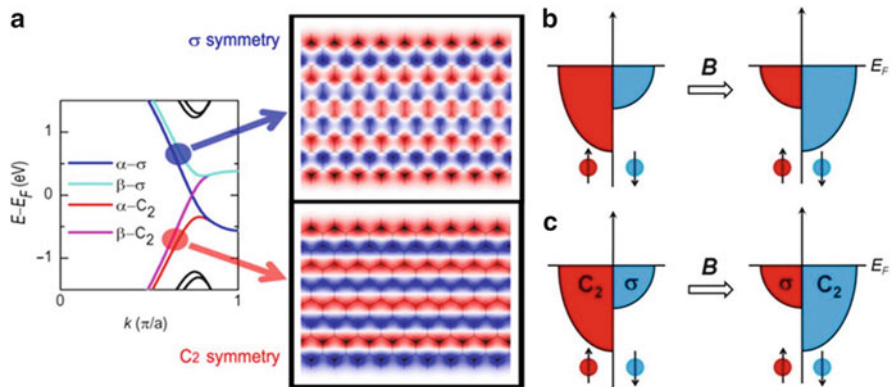 a
σ symmetry
E–E_F (eV)
1
0
−1
α−σ
β−σ
α−C2
β−C2
0
1
k (π/a)
C2 symmetry
b
B
E_F
c
B
E_F
C2
σ
σ
C2